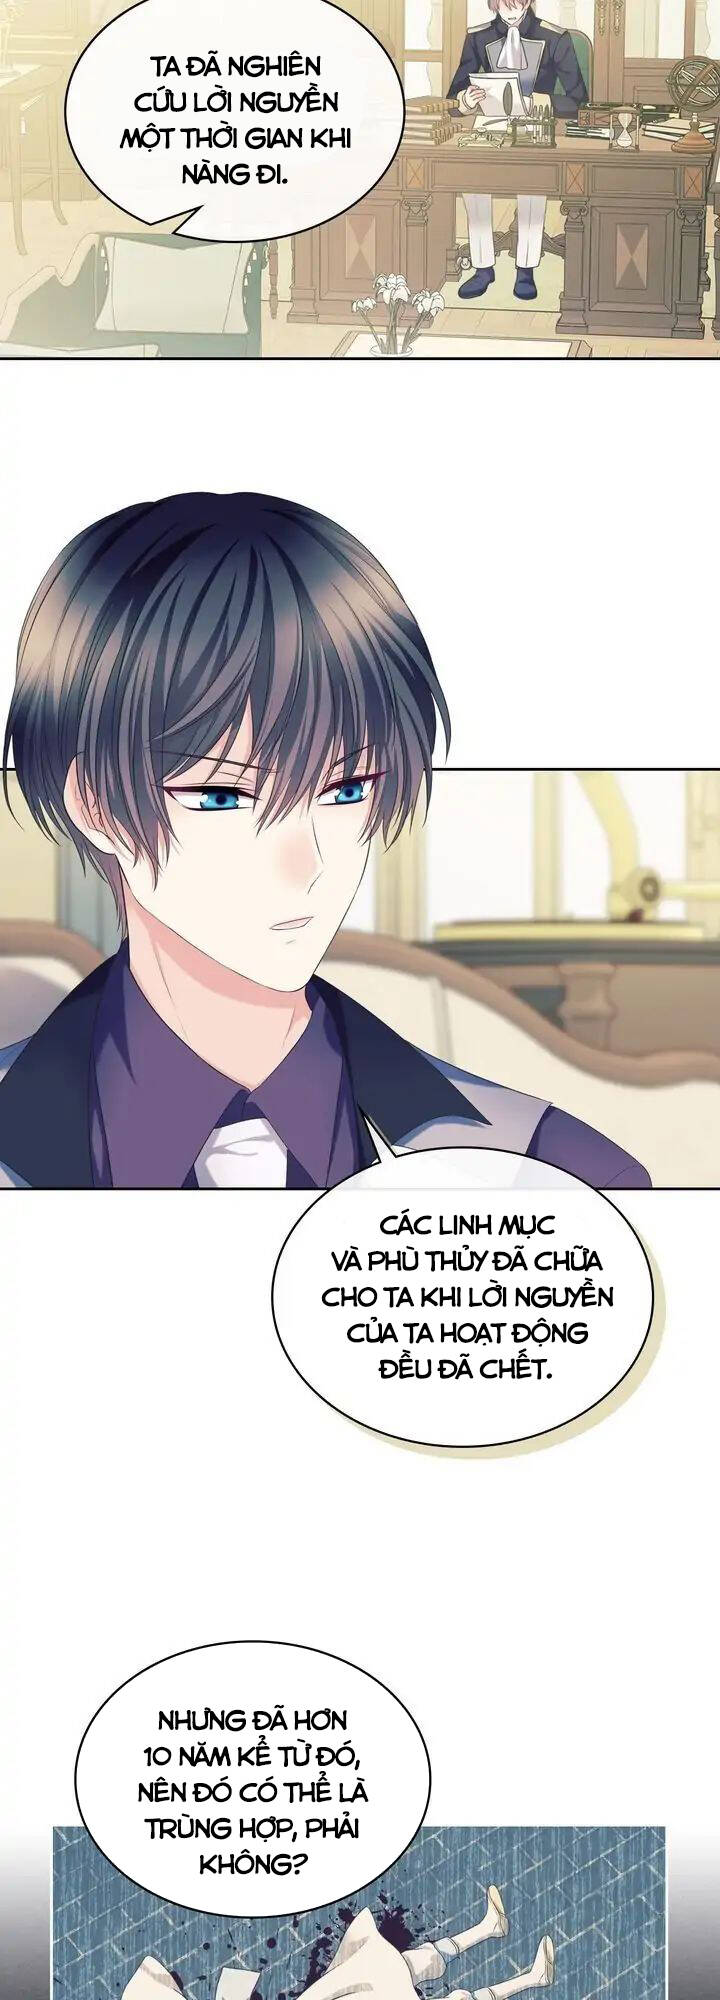 TA ĐÃ NGHIÊN
CỨU LỜI NGUYỀN
MỘT THỜI GIAN KHI
NÀNG ĐI.
CÁC LINH MỤC
VÀ PHÙ THỦY ĐÃ CHỮA
CHO TA KHI LỜI NGUYỀN
CỦA TA HOẠT ĐỘNG
ĐỀU ĐÃ CHẾT.
NHƯNG ĐÃ HƠN
10 NĂM KỂ TỪ ĐÓ,
NÊN ĐÓ CÓ THỂ LÀ
TRÙNG HỢP, PHẢI
KHÔNG?